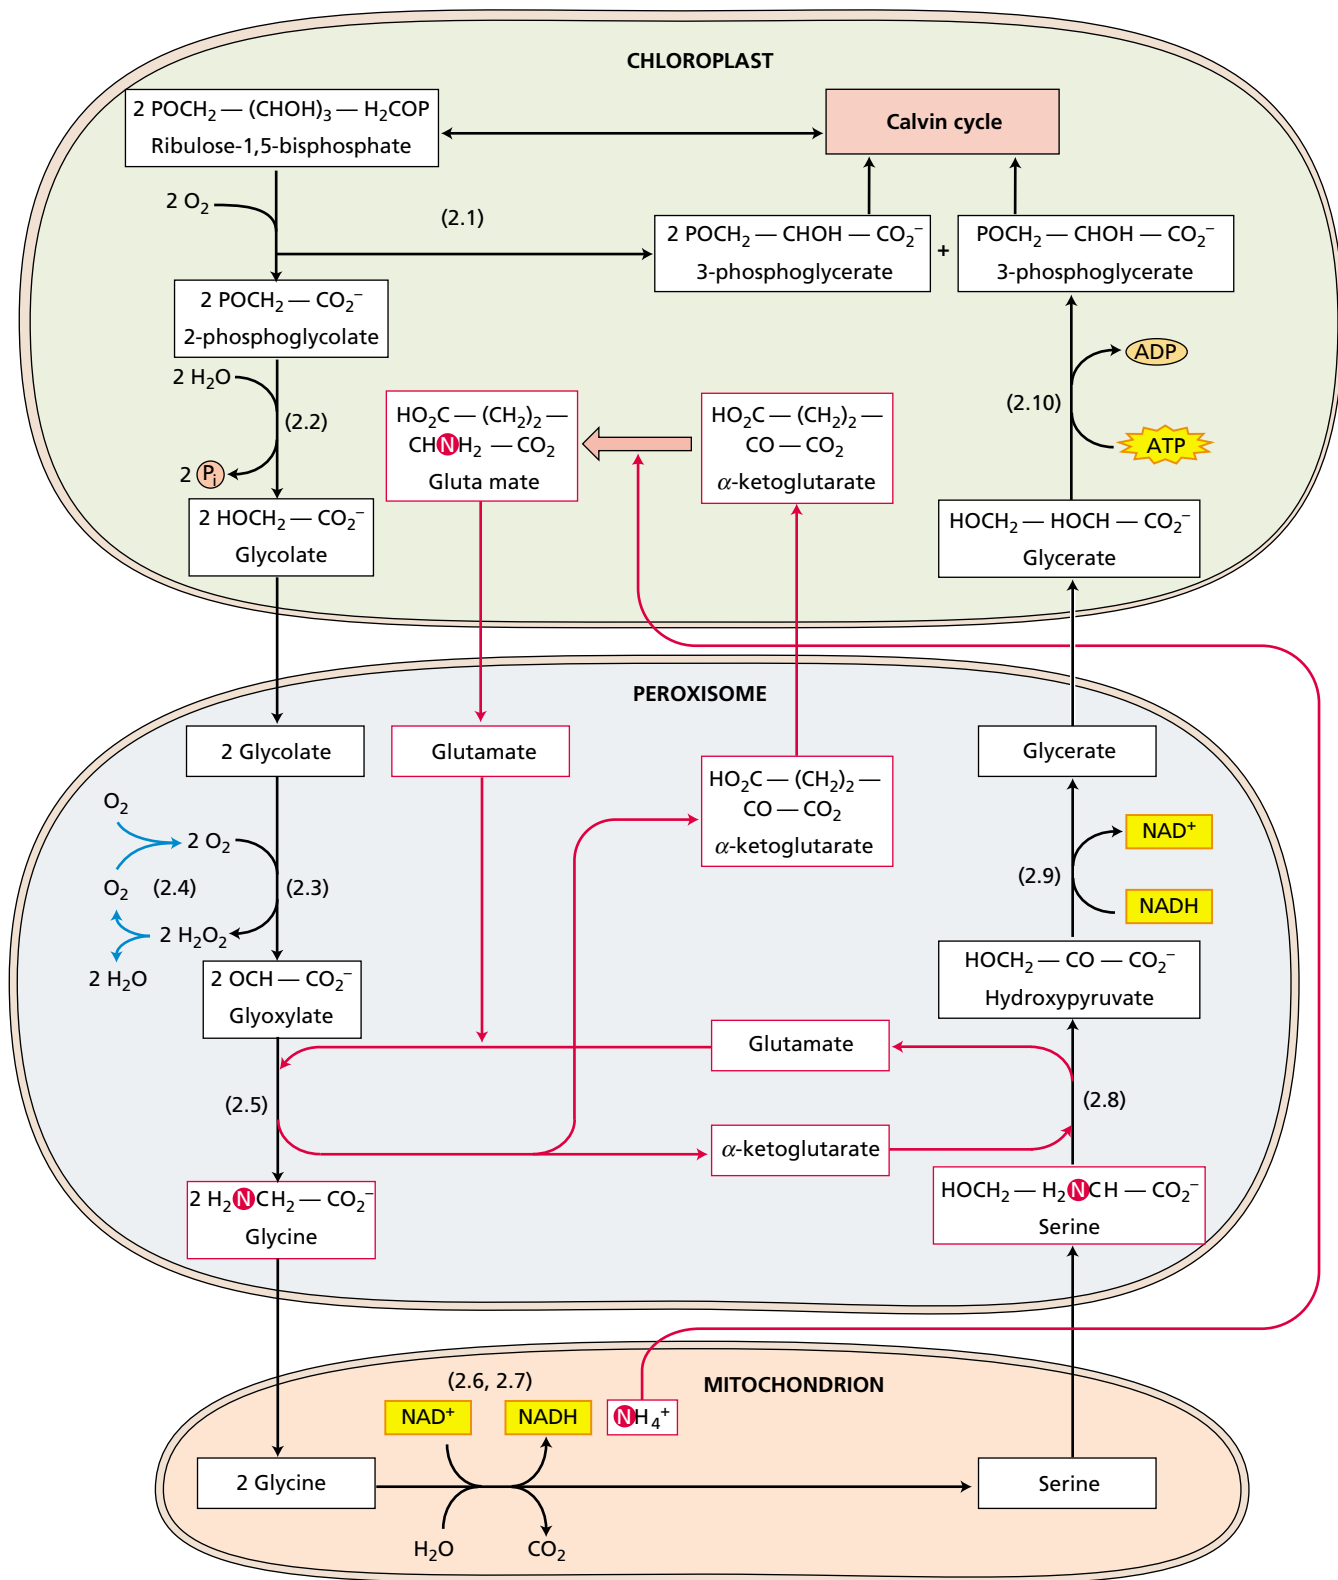 CHLOROPLAST
2 POCH₂ — (CHOH)₃ — H₂COP
Ribulose-1,5-bisphosphate
Calvin cycle
2 O₂
(2.1)
2 POCH₂ — CHOH — CO₂⁻
3-phosphoglycerate
+
POCH₂ — CHOH — CO₂⁻
3-phosphoglycerate
2 POCH₂ — CO₂⁻
2-phosphoglycolate
2 H₂O
(2.2)
2 Pᵢ
HO₂C — (CH₂)₂ —
CHNH₂ — CO₂
Gluta mate
HO₂C — (CH₂)₂ —
CO — CO₂
α-ketoglutarate
ADP
(2.10)
ATP
2 HOCH₂ — CO₂⁻
Glycolate
HOCH₂ — HOCH — CO₂⁻
Glycerate
PEROXISOME
2 Glycolate
Glutamate
HO₂C — (CH₂)₂ —
CO — CO₂
α-ketoglutarate
Glycerate
O₂
2 O₂
O₂
(2.4)
(2.3)
2 H₂O₂
2 H₂O
NAD⁺
(2.9)
NADH
2 OCH — CO₂⁻
Glyoxylate
HOCH₂ — CO — CO₂⁻
Hydroxypyruvate
Glutamate
(2.5)
(2.8)
α-ketoglutarate
2 H₂NCH₂ — CO₂⁻
Glycine
HOCH₂ — H₂NCH — CO₂⁻
Serine
MITOCHONDRION
(2.6, 2.7)
NAD⁺
NADH
NH₄⁺
2 Glycine
Serine
H₂O
CO₂